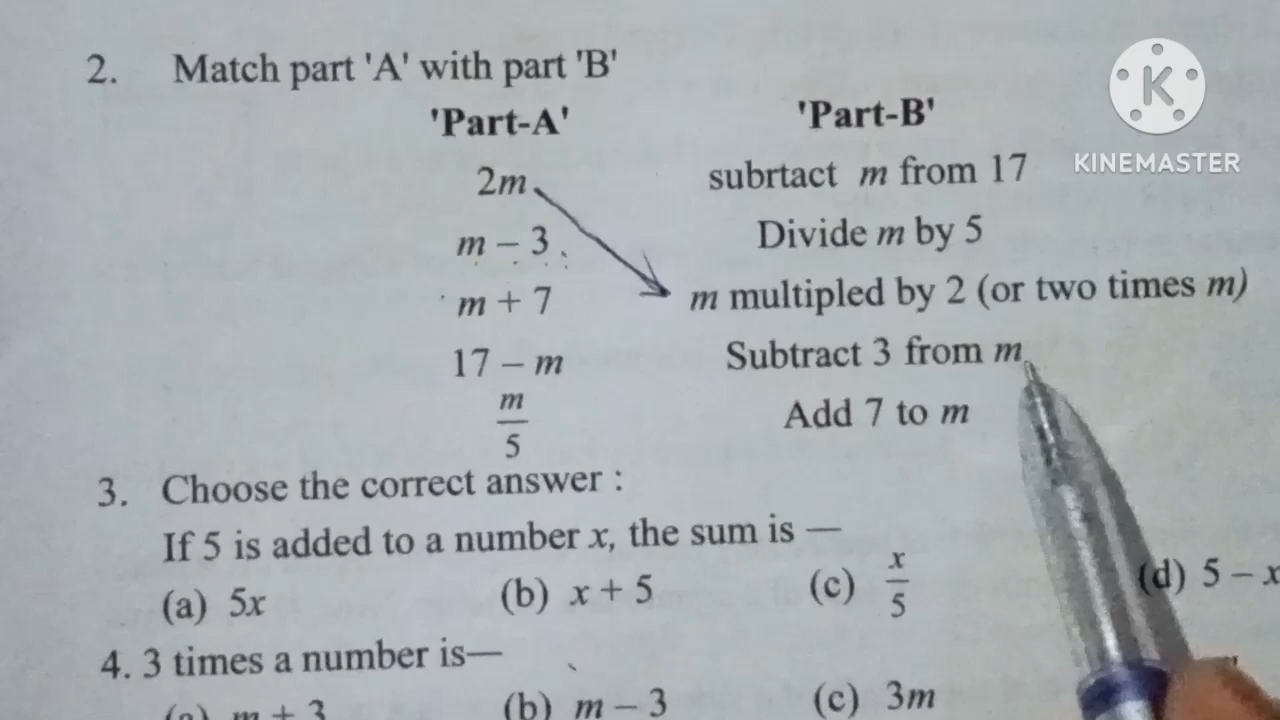 2. Match part 'A' with part 'B'
'Part-A' 'Part-B'
2m subrtact m from 17
m – 3 Divide m by 5
m + 7 m multipled by 2 (or two times m)
17 – m Subtract 3 from m
m/5 Add 7 to m
3. Choose the correct answer :
If 5 is added to a number x, the sum is —
(a) 5x (b) x + 5 (c) x/5 (d) 5 – x
4. 3 times a number is—
(a) m + 3 (b) m – 3 (c) 3m
K
KINEMASTER